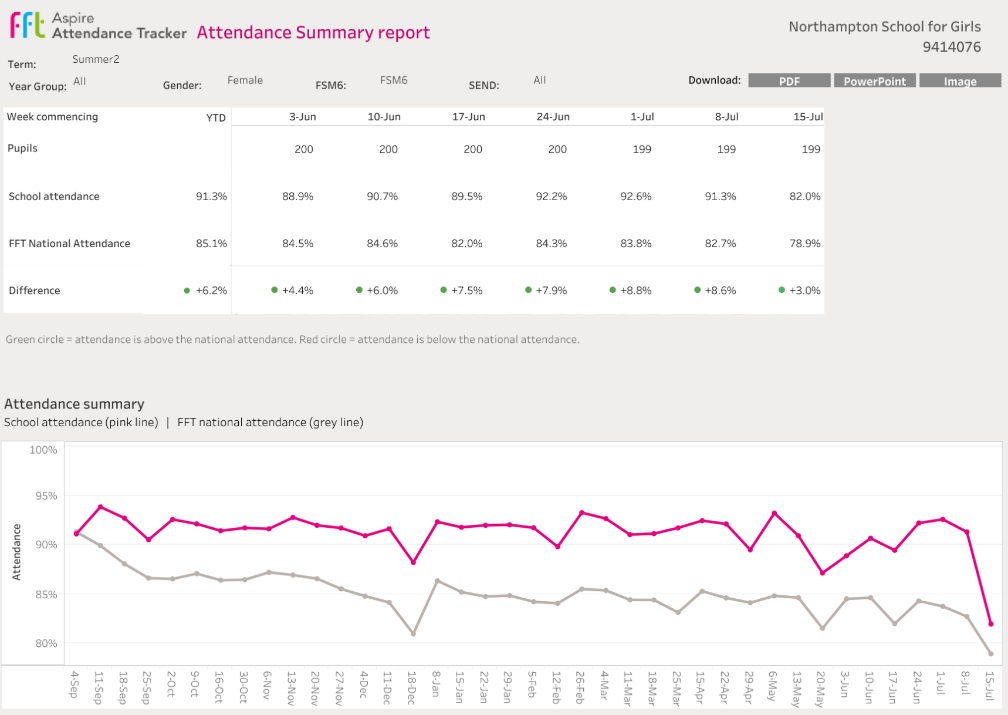 fft Aspire
Attendance Tracker Attendance Summary report
Northampton School for Girls
9414076
Term: Summer2
Year Group: All Gender: Female FSM6: FSM6 SEND: All Download: PDF PowerPoint Image
Week commencing YTD 3-Jun 10-Jun 17-Jun 24-Jun 1-Jul 8-Jul 15-Jul
Pupils 200 200 200 200 199 199 199
School attendance 91.3% 88.9% 90.7% 89.5% 92.2% 92.6% 91.3% 82.0%
FFT National Attendance 85.1% 84.5% 84.6% 82.0% 84.3% 83.8% 82.7% 78.9%
Difference +6.2% +4.4% +6.0% +7.5% +7.9% +8.8% +8.6% +3.0%
Green circle = attendance is above the national attendance. Red circle = attendance is below the national attendance.
Attendance summary
School attendance (pink line) | FFT national attendance (grey line)
Attendance
100%
95%
90%
85%
80%
4-Sep 11-Sep 18-Sep 25-Sep 2-Oct 9-Oct 16-Oct 30-Oct 6-Nov 13-Nov 20-Nov 27-Nov 4-Dec 11-Dec 18-Dec 8-Jan 15-Jan 22-Jan 29-Jan 5-Feb 12-Feb 26-Feb 4-Mar 11-Mar 18-Mar 25-Mar 15-Apr 22-Apr 29-Apr 6-May 13-May 20-May 3-Jun 10-Jun 17-Jun 24-Jun 1-Jul 8-Jul 15-Jul